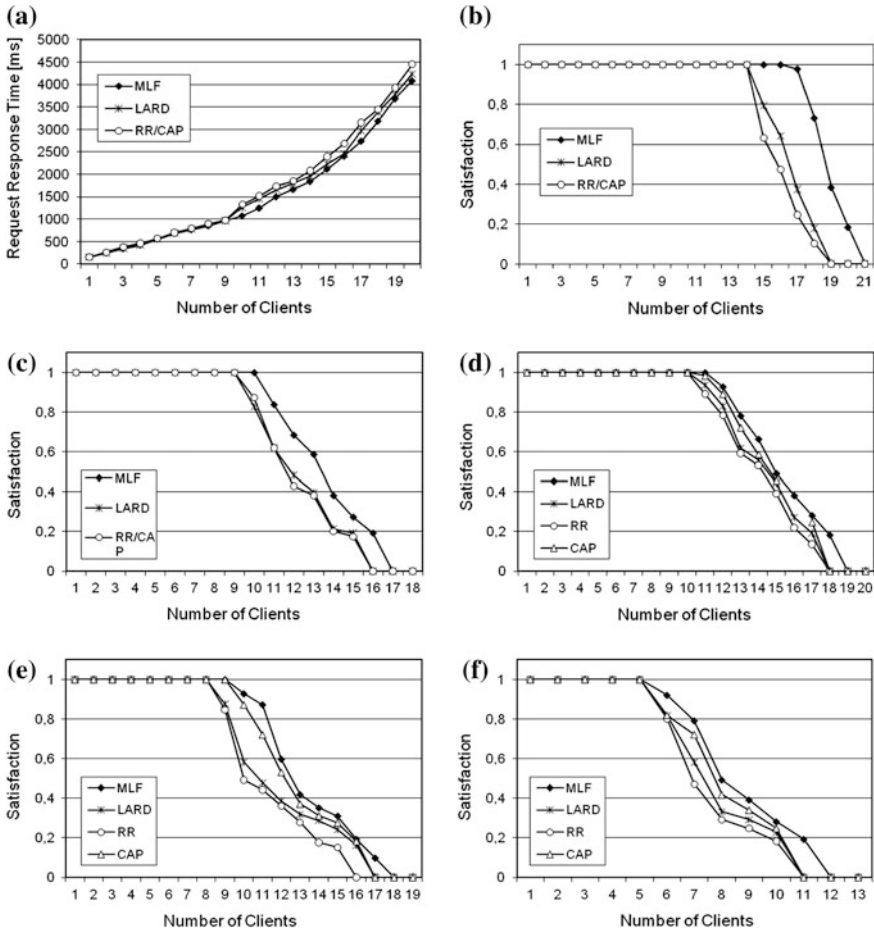 (a)
Request Response Time [ms]
5000
4500
4000
3500
3000
2500
2000
1500
1000
500
0
MLF
LARD
RR/CAP
1 3 5 7 9 11 13 15 17 19
Number of Clients
(b)
Satisfaction
1
0,8
0,6
0,4
0,2
0
MLF
LARD
RR/CAP
1 3 5 7 9 11 13 15 17 19 21
Number of Clients
(c)
Satisfaction
1
0,8
0,6
0,4
0,2
0
MLF
LARD
RR/CA
P
1 2 3 4 5 6 7 8 9 10 11 12 13 14 15 16 17 18
Number of Clients
(d)
Satisfaction
1
0,8
0,6
0,4
0,2
0
MLF
LARD
RR
CAP
1 2 3 4 5 6 7 8 9 10 11 12 13 14 15 16 17 18 19 20
Number of Clients
(e)
Satisfaction
1
0,8
0,6
0,4
0,2
0
MLF
LARD
RR
CAP
1 2 3 4 5 6 7 8 9 10 11 12 13 14 15 16 17 18 19
Number of Clients
(f)
Satisfaction
1
0,8
0,6
0,4
0,2
0
MLF
LARD
RR
CAP
1 2 3 4 5 6 7 8 9 10 11 12 13
Number of Clients